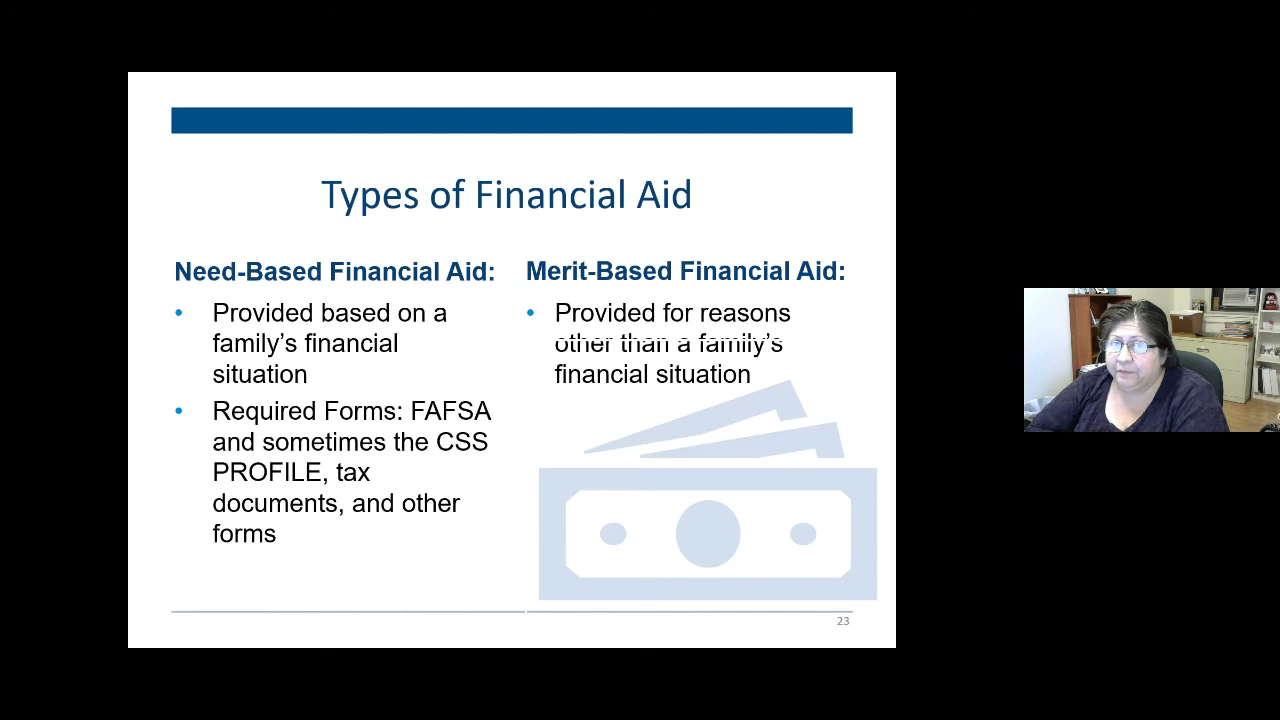 Types of Financial Aid
Need-Based Financial Aid:
Provided based on a
family’s financial
situation
Required Forms: FAFSA
and sometimes the CSS
PROFILE, tax
documents, and other
forms
Merit-Based Financial Aid:
Provided for reasons
other than a family’s
financial situation
23